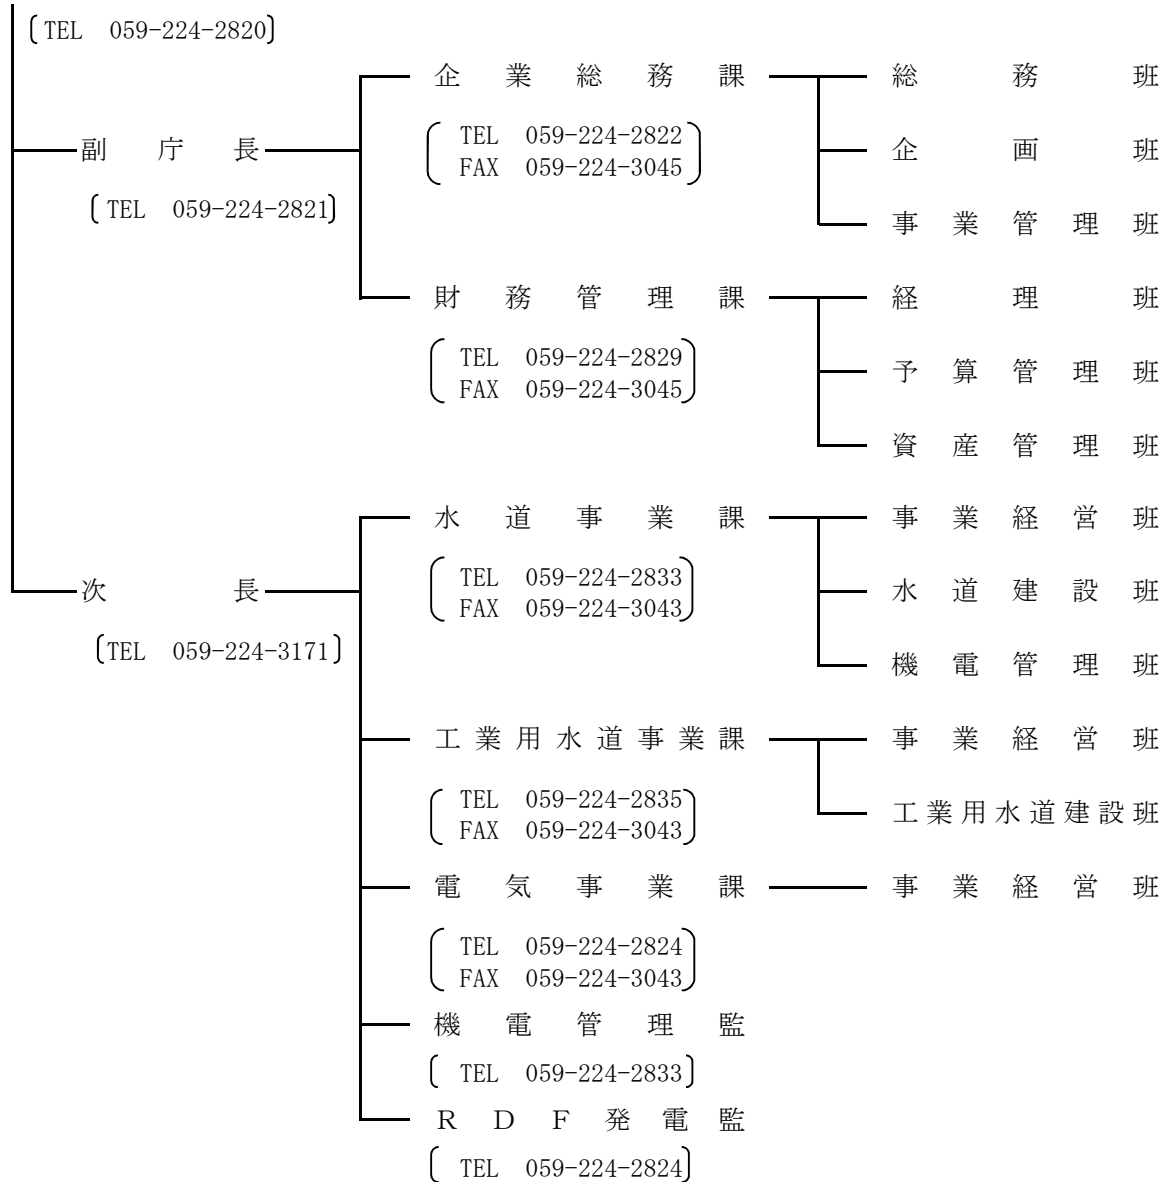 (TEL 059-224-2820)
企業総務課 総務班
TEL 059-224-2822
副庁長 企画班
FAX 059-224-3045
(TEL 059-224-2821)
事業管理班
財務管理課 経理班
TEL 059-224-2829
予算管理班
FAX 059-224-3045
資産管理班
水道事業課 事業経営班
TEL 059-224-2833
次長 水道建設班
FAX 059-224-3043
(TEL 059-224-3171)
機電管理班
工業用水道事業課 事業経営班
TEL 059-224-2835
工業用水道建設班
FAX 059-224-3043
電気事業課 事業経営班
TEL 059-224-2824
FAX 059-224-3043
機電管理監
(TEL 059-224-2833)
RDF発電監
(TEL 059-224-2824)